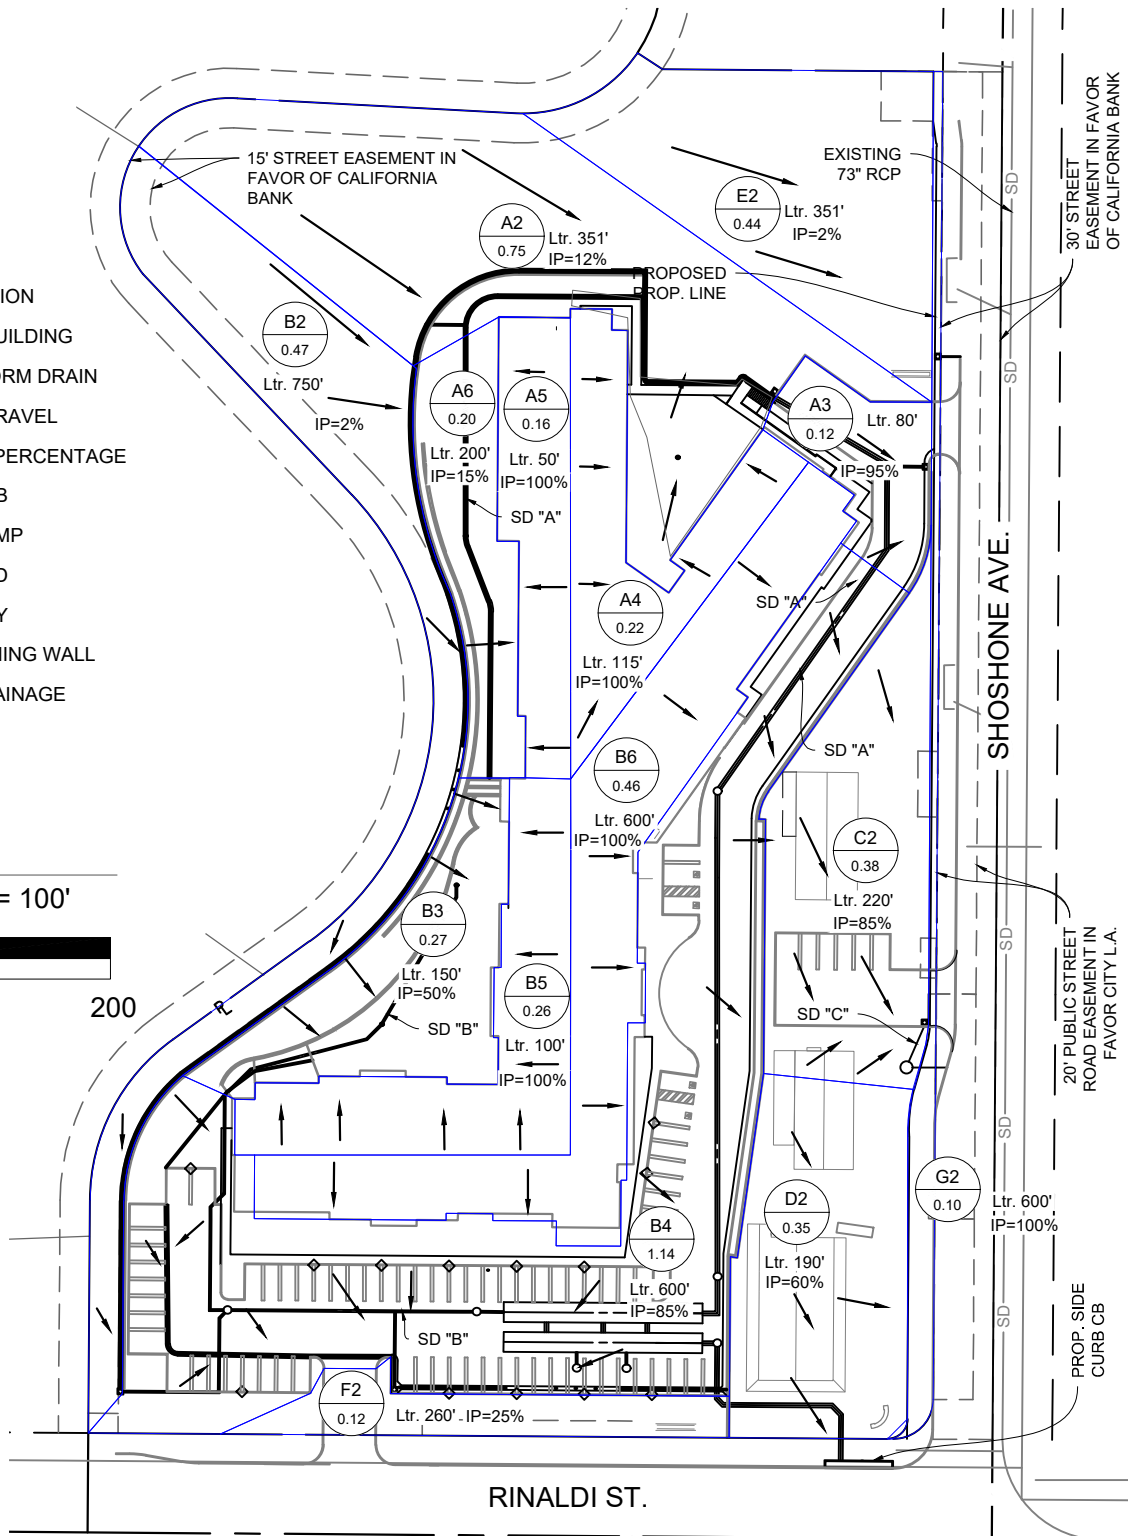 15' STREET EASEMENT IN
FAVOR OF CALIFORNIA
BANK
EXISTING
73" RCP
30' STREET
EASEMENT IN FAVOR
OF CALIFORNIA BANK
SD
E2
0.44
Ltr. 351'
IP=2%
A2
0.75
Ltr. 351'
IP=12%
PROPOSED
PROP. LINE
B2
0.47
Ltr. 750'
IP=2%
A6
0.20
Ltr. 200'
IP=15%
A5
0.16
Ltr. 50'
IP=100%
A3
0.12
Ltr. 80'
IP=95%
SD
SD "A"
SD "A"
A4
0.22
Ltr. 115'
IP=100%
SHOSHONE AVE.
SD "A"
B6
0.46
Ltr. 600'
IP=100%
C2
0.38
Ltr. 220'
IP=85%
B3
0.27
Ltr. 150'
IP=50%
SD "B"
B5
0.26
Ltr. 100'
IP=100%
SD
SD "C"
20' PUBLIC STREET
ROAD EASEMENT IN
FAVOR CITY L.A.
SD
G2
0.10
Ltr. 600'
IP=100%
D2
0.35
Ltr. 190'
IP=60%
B4
1.14
Ltr. 600'
IP=85%
SD "B"
SD
PROP. SIDE
CURB CB
F2
0.12
Ltr. 260'
IP=25%
RINALDI ST.
PL
ION
UILDING
ORM DRAIN
RAVEL
PERCENTAGE
B
MP
D
Y
NING WALL
AINAGE
= 100'
200